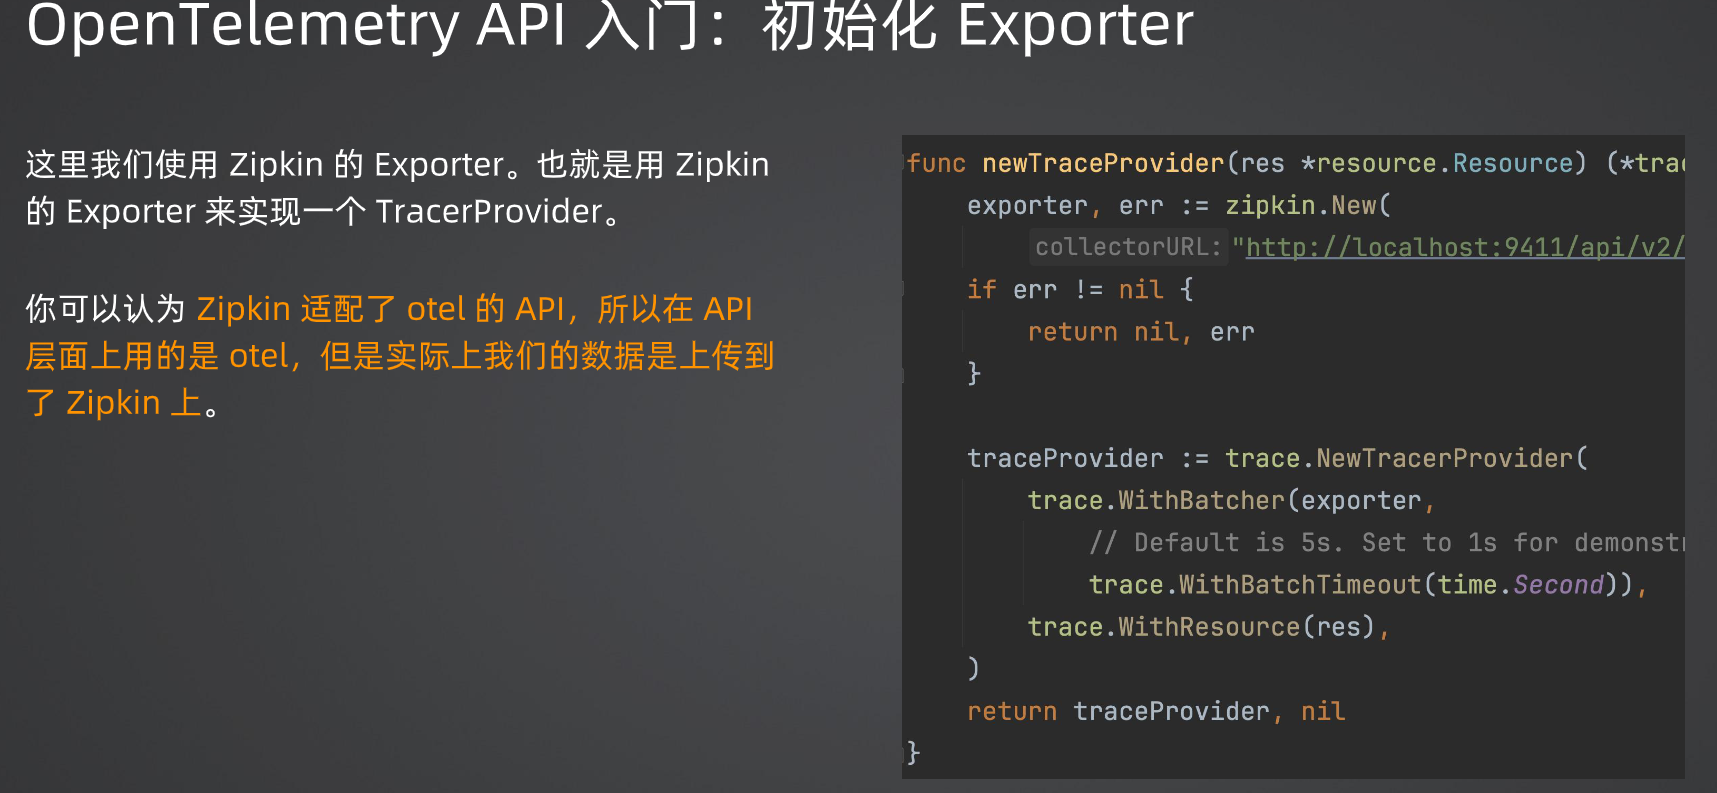 OpenTelemetry API 入门：初始化 Exporter
这里我们使用 Zipkin 的 Exporter。也就是用 Zipkin
的 Exporter 来实现一个 TracerProvider。
你可以认为 Zipkin 适配了 otel 的 API，所以在 API
层面上用的是 otel，但是实际上我们的数据是上传到
了 Zipkin 上。
func newTraceProvider(res *resource.Resource) (*trac
exporter, err := zipkin.New(
collectorURL: "http://localhost:9411/api/v2/
if err != nil {
return nil, err
}
traceProvider := trace.NewTracerProvider(
trace.WithBatcher(exporter,
// Default is 5s. Set to 1s for demonstr
trace.WithBatchTimeout(time.Second)),
trace.WithResource(res),
)
return traceProvider, nil
}